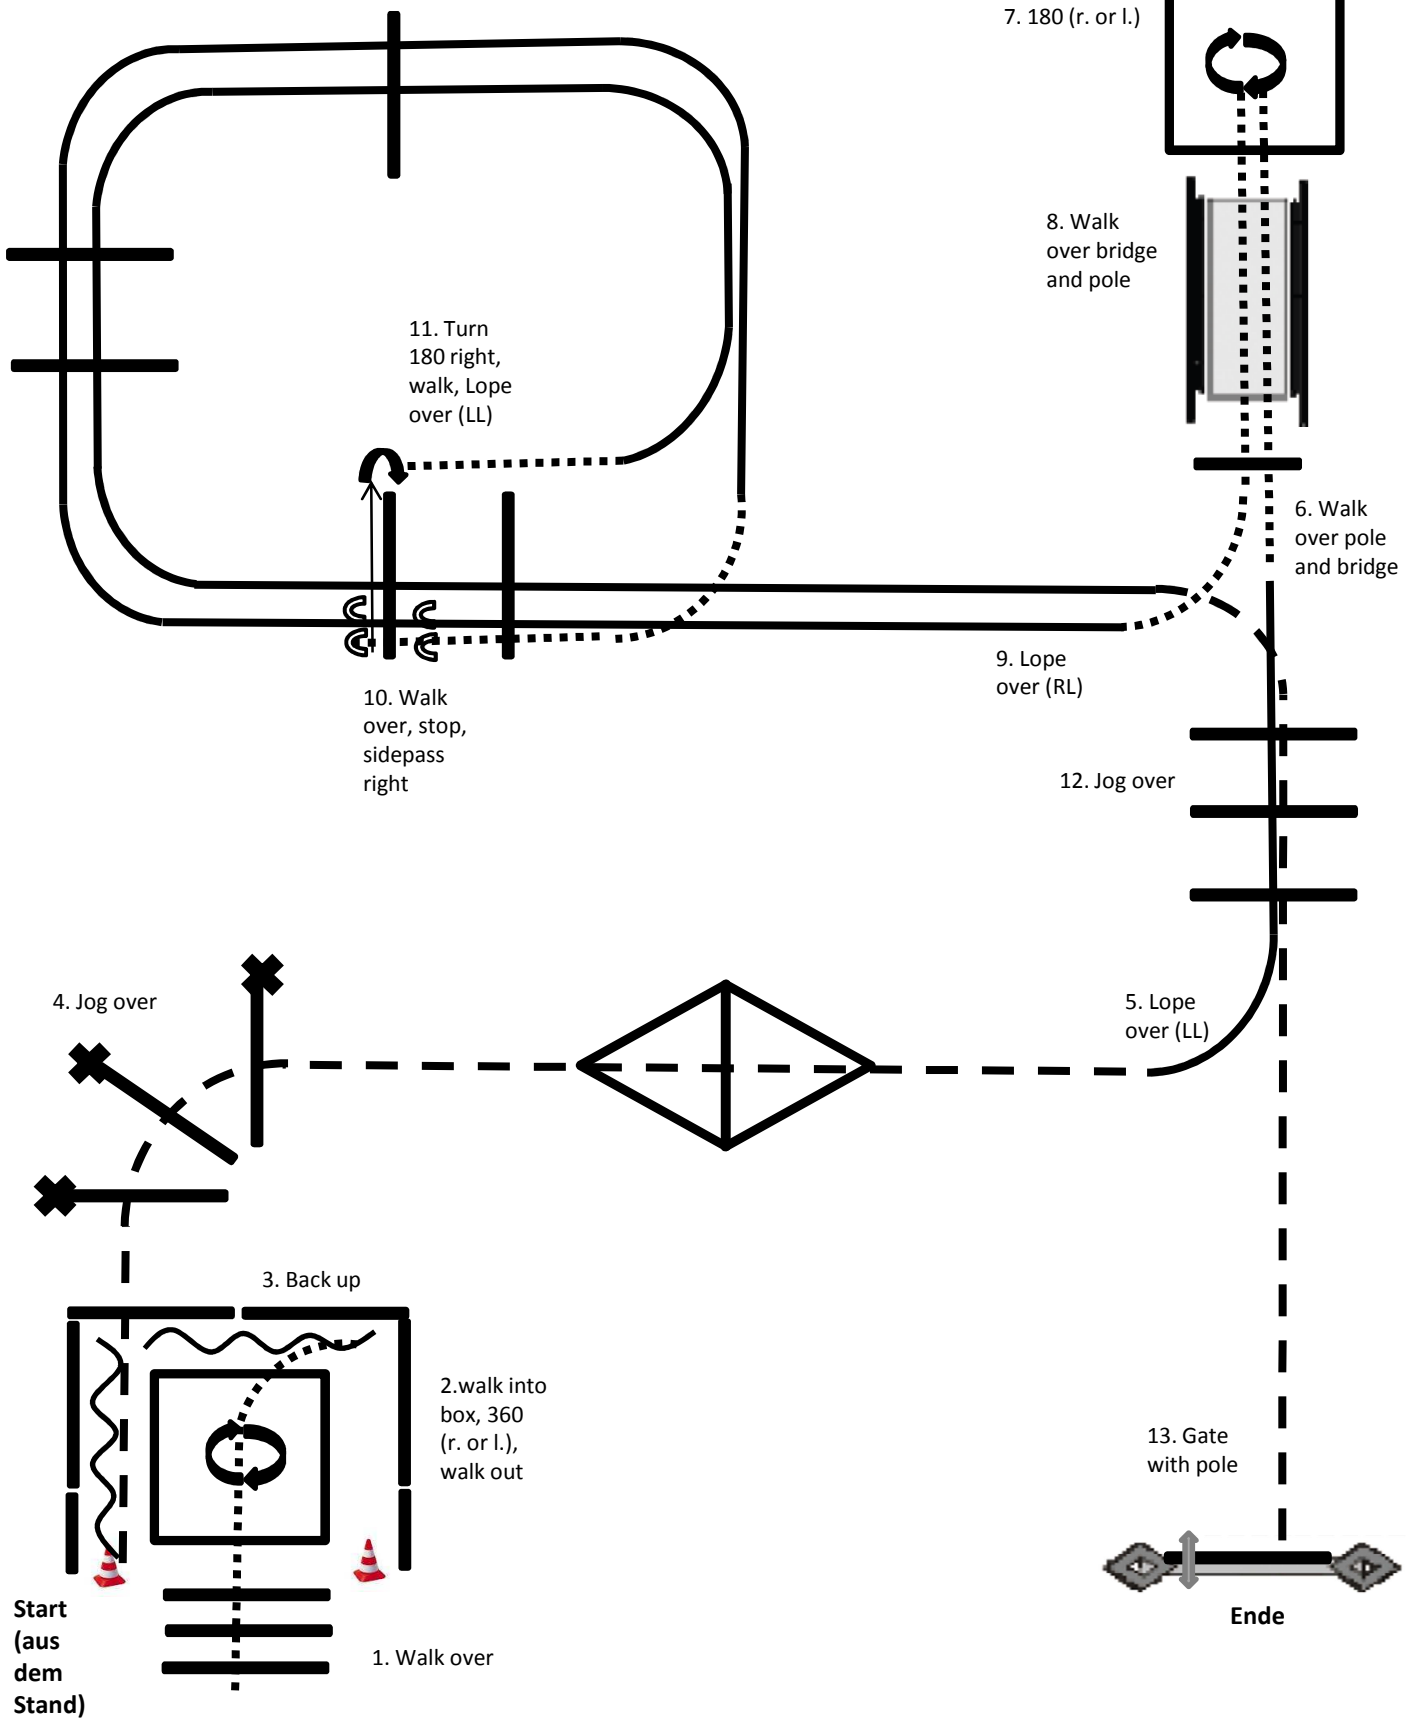 7. 180 (r. or l.)
8. Walk
over bridge
and pole
11. Turn
180 right,
walk, Lope
over (LL)
6. Walk
over pole
and bridge
9. Lope
over (RL)
10. Walk
over, stop,
sidepass
right
12. Jog over
4. Jog over
5. Lope
over (LL)
3. Back up
2.walk into
box, 360
(r. or l.),
walk out
13. Gate
with pole
Start
(aus
dem
Stand)
1. Walk over
Ende